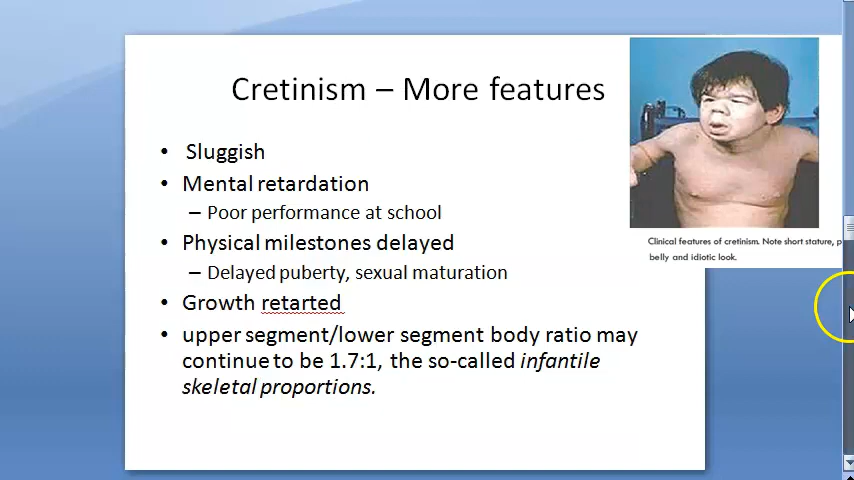 Cretinism – More features
• Sluggish
• Mental retardation
– Poor performance at school
• Physical milestones delayed
– Delayed puberty, sexual maturation
• Growth retarted
• upper segment/lower segment body ratio may
continue to be 1.7:1, the so-called infantile
skeletal proportions.
Clinical features of cretinism. Note short stature, p
belly and idiotic look.